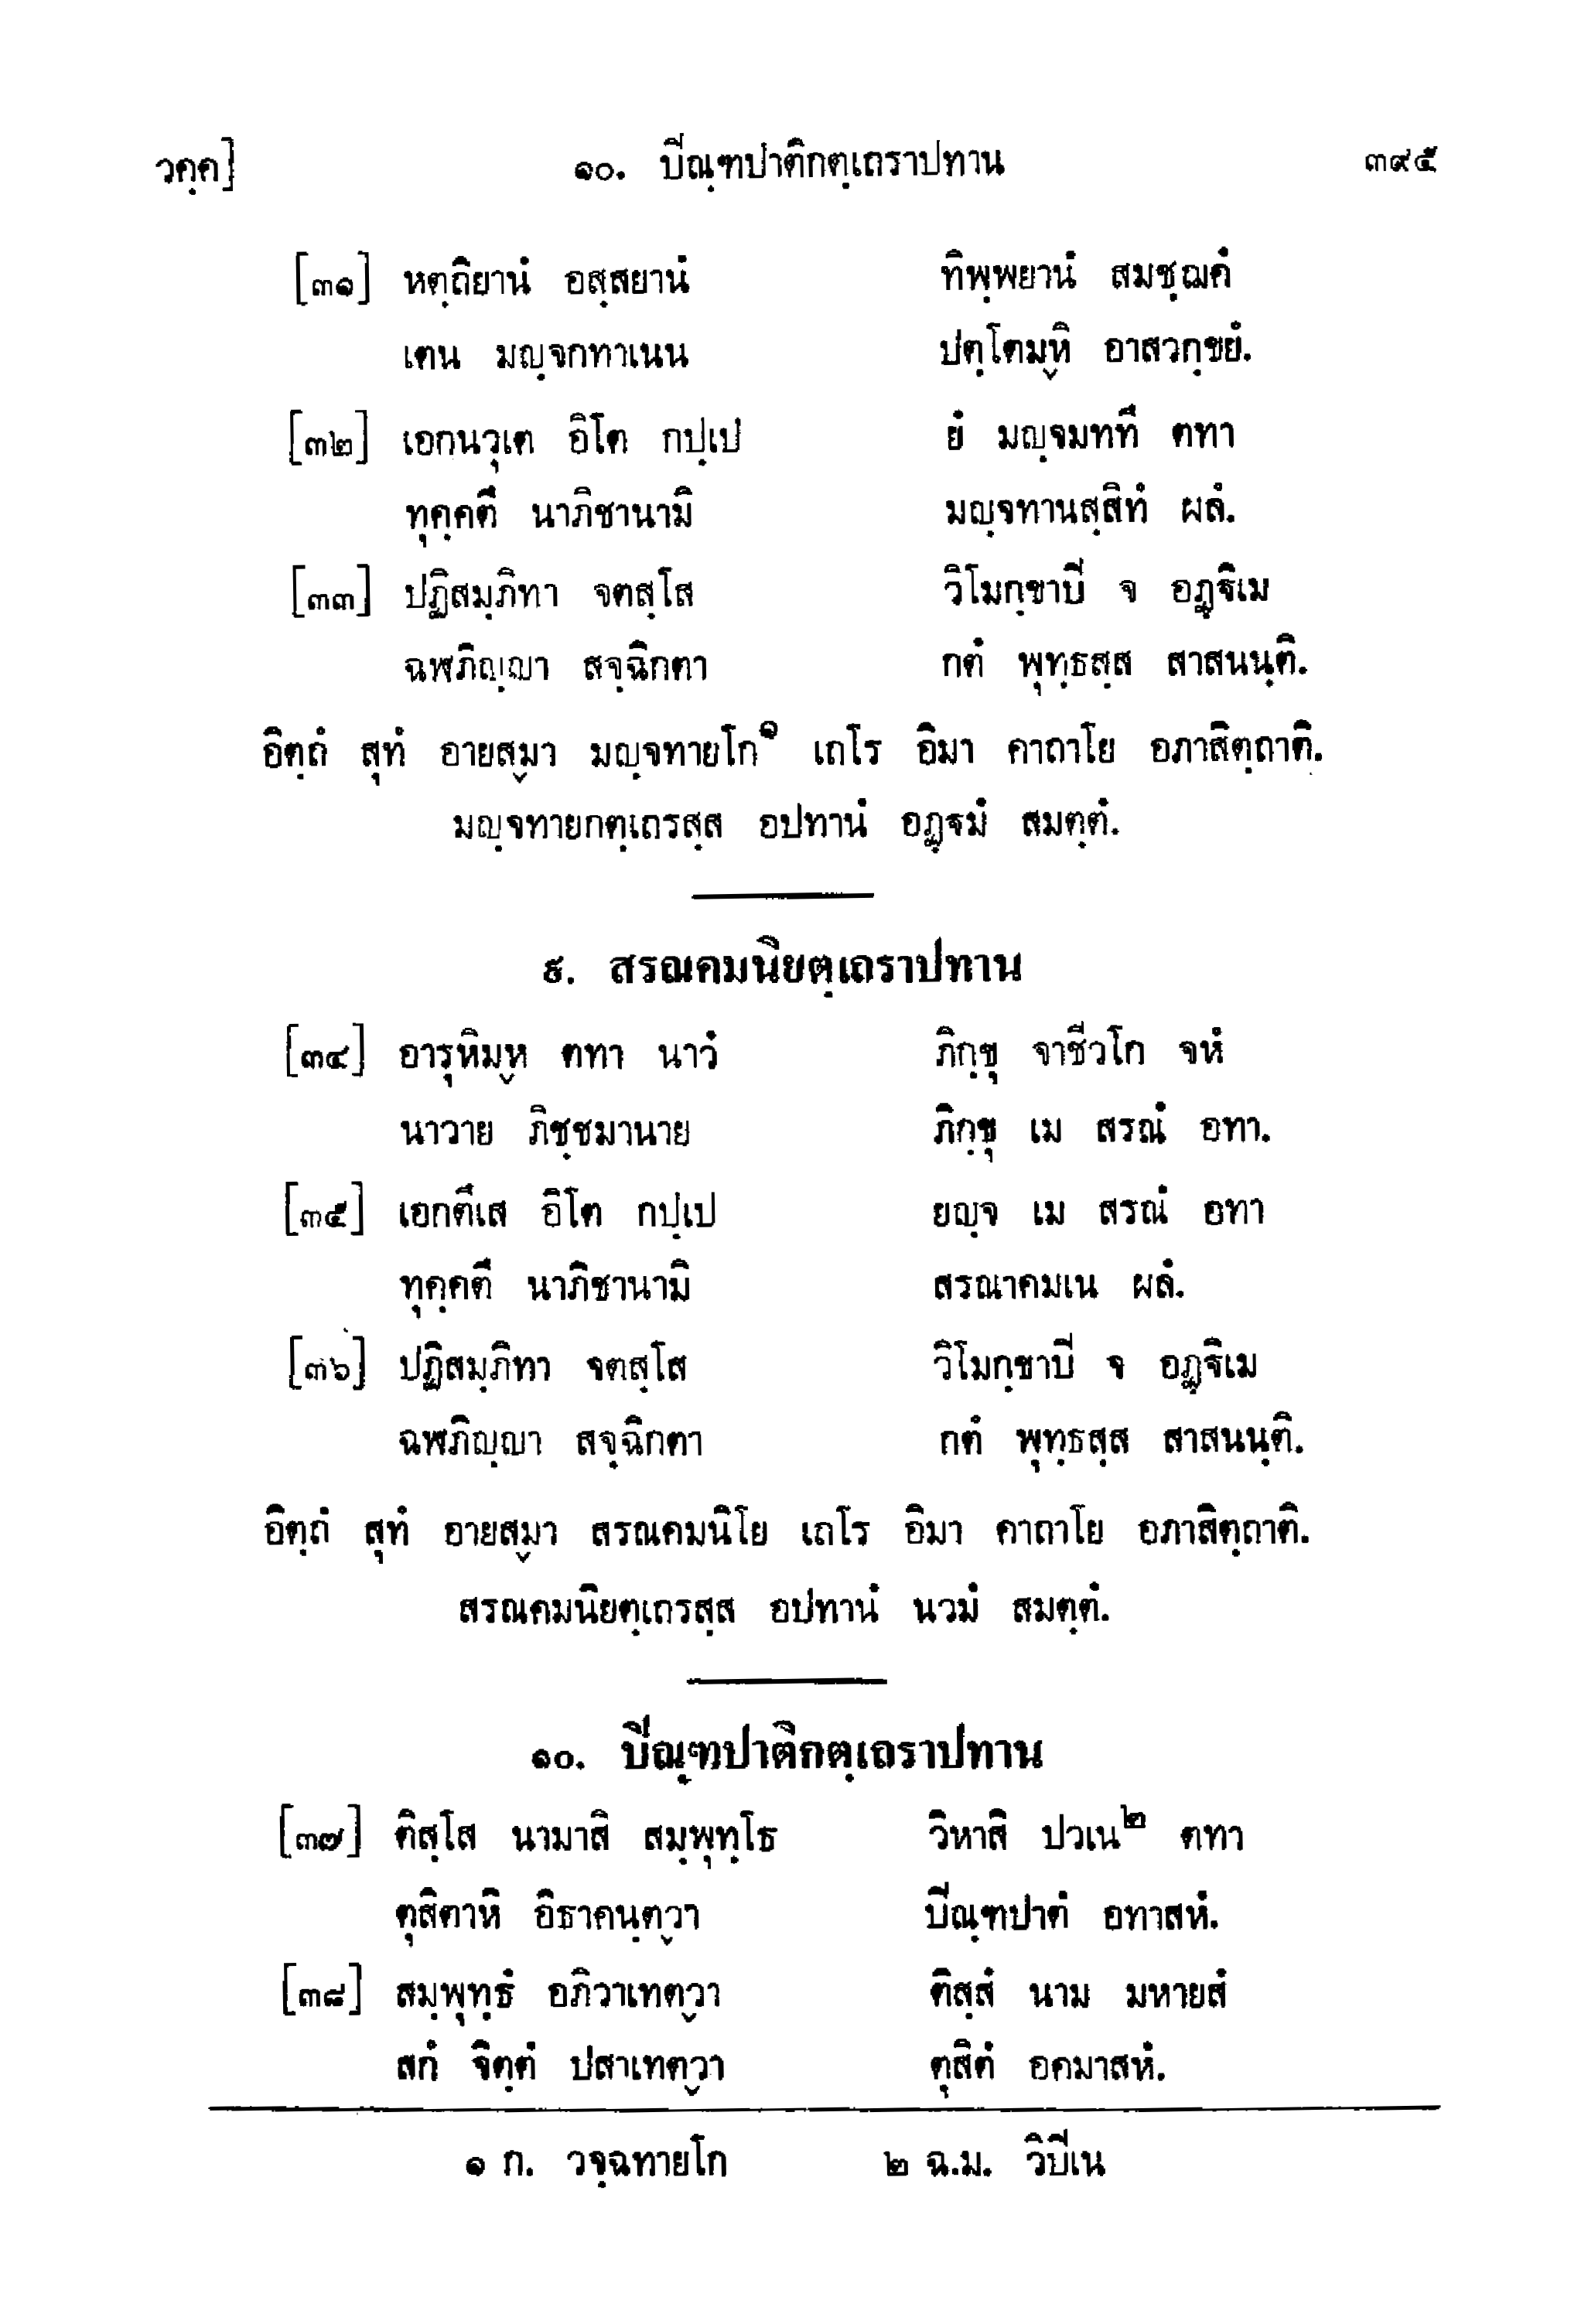 วคฺค] ๑๐. ปิณฺฑปาติกตฺเถราปทาน ๓๙๕
[๓๑] หตฺถิยานํ อสฺสยานํ ทิพฺพยานํ สมชฺฌคํ
เตน มญฺจกทาเนน ปตฺโตมฺหิ อาสวกฺขยํ.
[๓๒] เอกนวุเต อิโต กปฺเป ยํ มญฺจมททึ ตทา
ทุคฺคตึ นาภิชานามิ มญฺจทานสฺสิทํ ผลํ.
[๓๓] ปฏิสมฺภิทา จตสฺโส วิโมกฺขาปิ จ อฏฺฐิเม
ฉฬภิญฺญา สจฺฉิกตา กตํ พุทฺธสฺส สาสนนฺติ.
อิตฺถํ สุทํ อายสฺมา มญฺจทายโก๑ เถโร อิมา คาถาโย อภาสิตฺถาติ.
มญฺจทายกตฺเถรสฺส อปทานํ อฏฺฐมํ สมตฺตํ.
๙. สรณคมนิยตฺเถราปทาน
[๓๔] อารุหิมฺห ตทา นาวํ ภิกฺขุ จาชีวโก จหํ
นาวาย ภิชฺชมานาย ภิกฺขุ เม สรณํ อทา.
[๓๕] เอกตึเส อิโต กปฺเป ยญฺจ เม สรณํ อทา
ทุคฺคตึ นาภิชานามิ สรณาคมเน ผลํ.
[๓๖] ปฏิสมฺภิทา จตสฺโส วิโมกฺขาปิ จ อฏฺฐิเม
ฉฬภิญฺญา สจฺฉิกตา กตํ พุทฺธสฺส สาสนนฺติ.
อิตฺถํ สุทํ อายสฺมา สรณคมนิโย เถโร อิมา คาถาโย อภาสิตฺถาติ.
สรณคมนิยตฺเถรสฺส อปทานํ นวมํ สมตฺตํ.
๑๐. ปิณฺฑปาติกตฺเถราปทาน
[๓๗] ติสฺโส นามาสิ สมฺพุทฺโธ วิหาสิ ปวเน๒ ตทา
ตุสิตาหิ อิธาคนฺตฺวา ปิณฺฑปาตํ อทาสหํ.
[๓๘] สมฺพุทฺธํ อภิวาเทตฺวา ติสฺสํ นาม มหายสํ
สกํ จิตฺตํ ปสาเทตฺวา ตุสิตํ อคมาสหํ.
๑ ก. วจฺฉทายโก ๒ ฉ.ม. วิปิเน